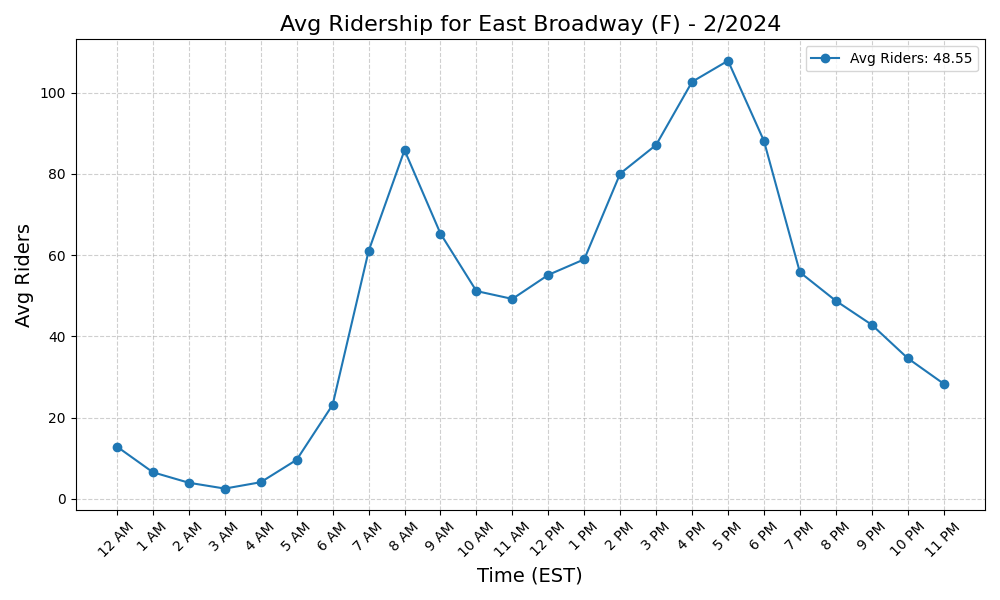 Avg Ridership for East Broadway (F) - 2/2024
Avg Riders: 48.55
Avg Riders
100
80
60
40
20
0
12 AM
1 AM
2 AM
3 AM
4 AM
5 AM
6 AM
7 AM
8 AM
9 AM
10 AM
11 AM
12 PM
1 PM
2 PM
3 PM
4 PM
5 PM
6 PM
7 PM
8 PM
9 PM
10 PM
11 PM
Time (EST)